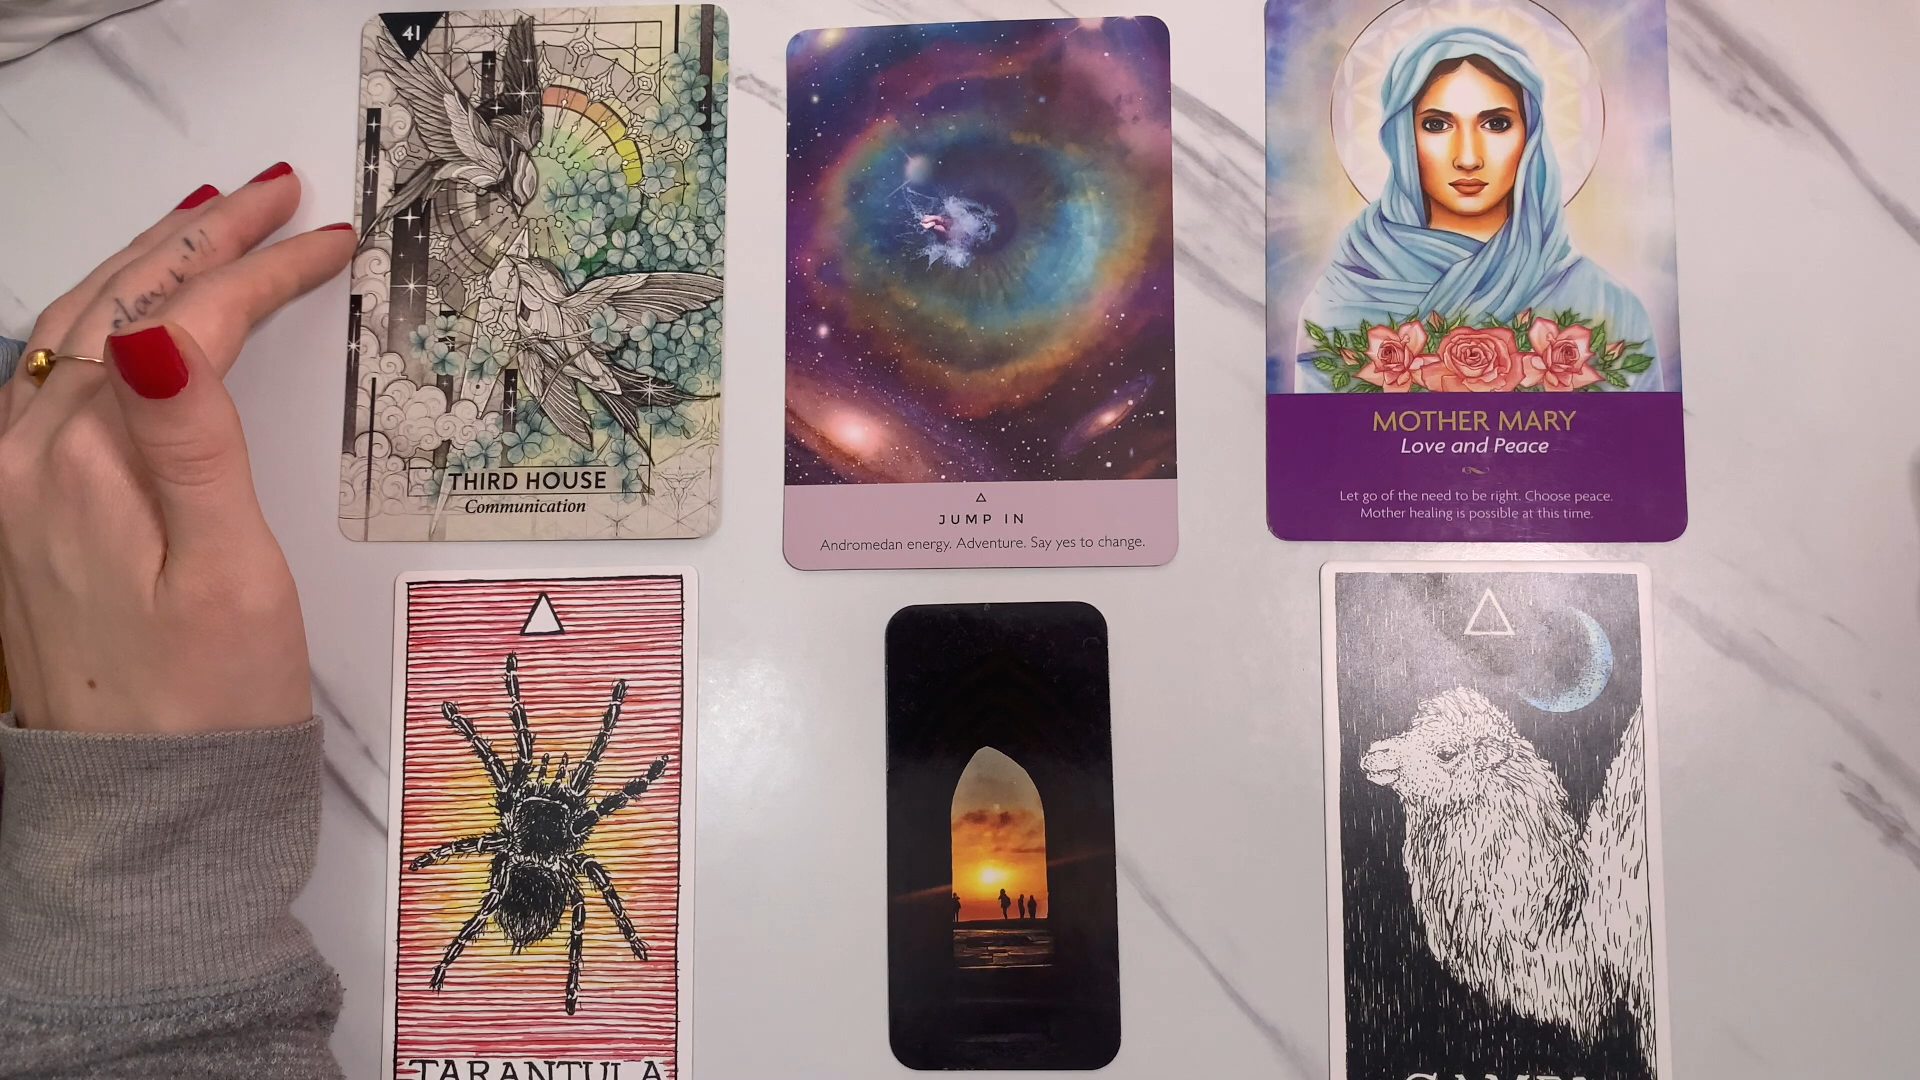 41
THIRD HOUSE
Communication
JUMP IN
Andromedan energy. Adventure. Say yes to change.
MOTHER MARY
Love and Peace
Let go of the need to be right. Choose peace.
Mother healing is possible at this time.
TARANTULA